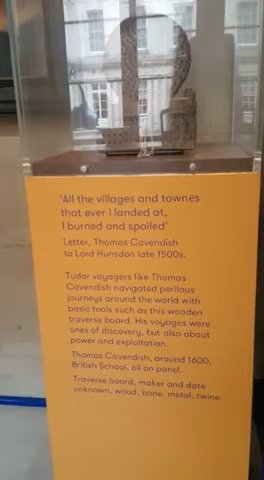 'All the villages and townes
that ever I landed at,
I burned and spoiled'
Letter, Thomas Cavendish
to Lord Hunsdon late 1500s.
Tudor voyagers like Thomas
Cavendish navigated perilous
journeys around the world with
basic tools such as this wooden
traverse board. His voyages were
ones of discovery, but also about
power and exploitation.
Thomas Cavendish, around 1600,
British School, oil on panel.
Traverse board, maker and date
unknown, wood, bone, metal, twine.